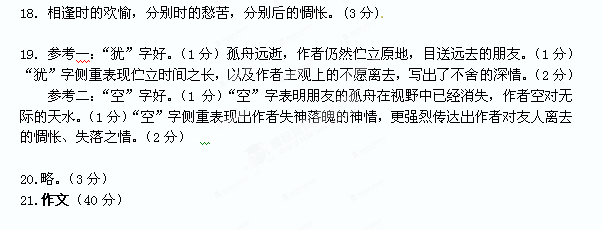 18. 相逢时的欢愉，分别时的愁苦，分别后的惆怅。(3分)
19. 参考一：“犹”字好。（1分）孤舟远逝，作者仍然伫立原地，目送远去的朋友。（1分）
“犹”字侧重表现伫立时间之长，以及作者主观上的不愿离去，写出了不舍的深情。（2分）
参考二：“空”字好。（1 分）“空”字表明朋友的孤舟在视野中已经消失，作者空对无
际的天水。（1分）“空”字侧重表现出作者失神落魄的神情，更强烈传达出作者对友人离去
的惆怅、失落之情。（2分）
20.略。（3分）
21.作文（40分）